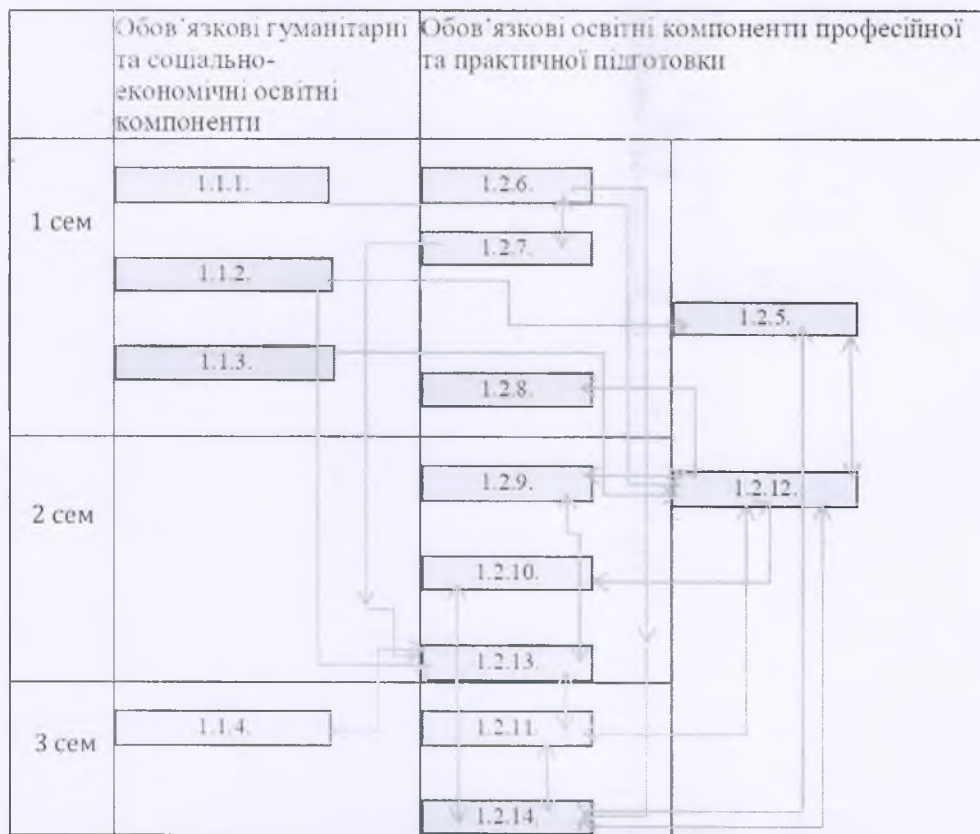 Обов'язкові гуманітарні
та соціально-
економічні освітні
компоненти
Обов'язкові освітні компоненти професійної
та практичної підготовки
1 сем
1.1.1.
1.2.6.
1.2.7.
1.1.2.
1.2.5.
1.1.3.
1.2.8.
2 сем
1.2.9.
1.2.12.
1.2.10.
1.2.13.
3 сем
1.1.4.
1.2.11.
1.2.14.